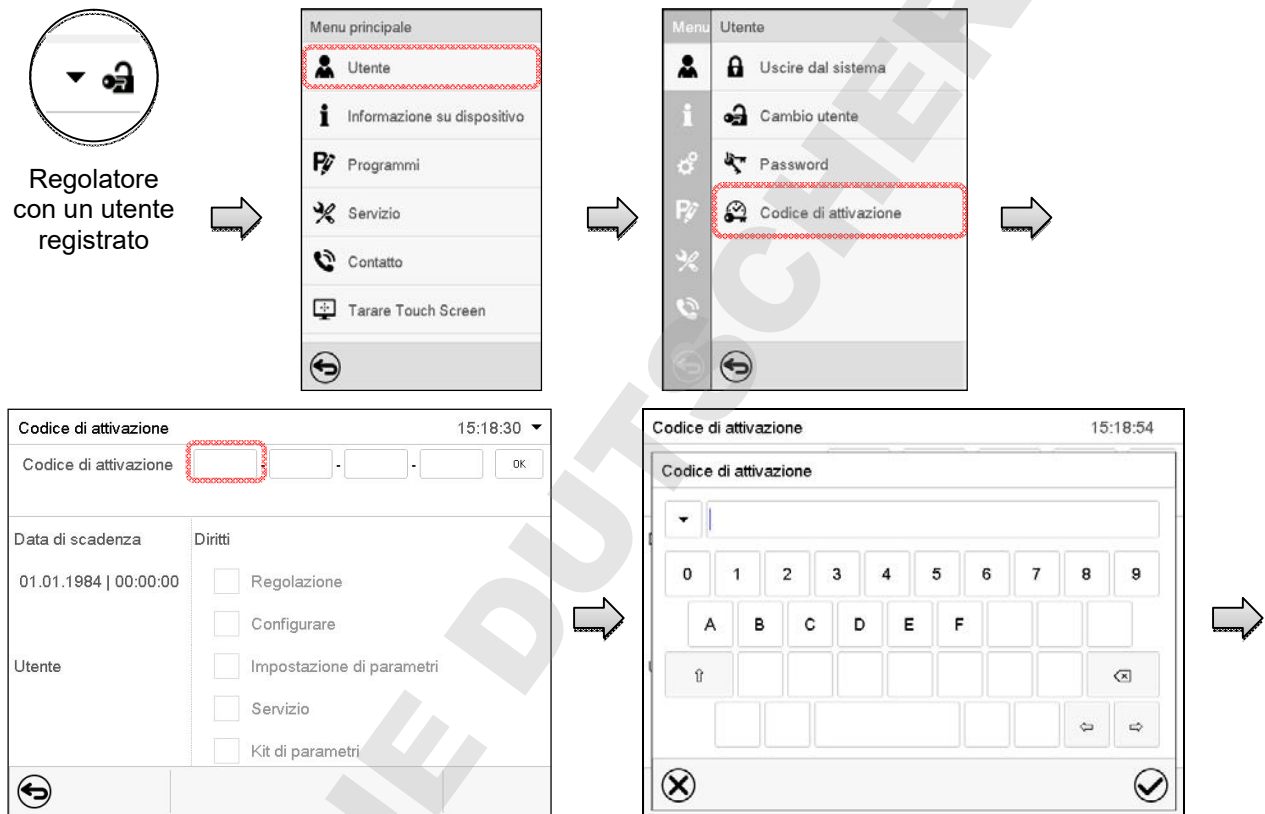 Regolatore
con un utente
registrato
Menu principale
Utente
Informazione su dispositivo
Programmi
Servizio
Contatto
Tarare Touch Screen
Menu Utente
Uscire dal sistema
Cambio utente
Password
Codice di attivazione
Codice di attivazione 15:18:30
Codice di attivazione - - - OK
Data di scadenza Diritti
01.01.1984 | 00:00:00 Regolazione
Configurare
Utente Impostazione di parametri
Servizio
Kit di parametri
Codice di attivazione 15:18:54
Codice di attivazione
0 1 2 3 4 5 6 7 8 9
A B C D E F